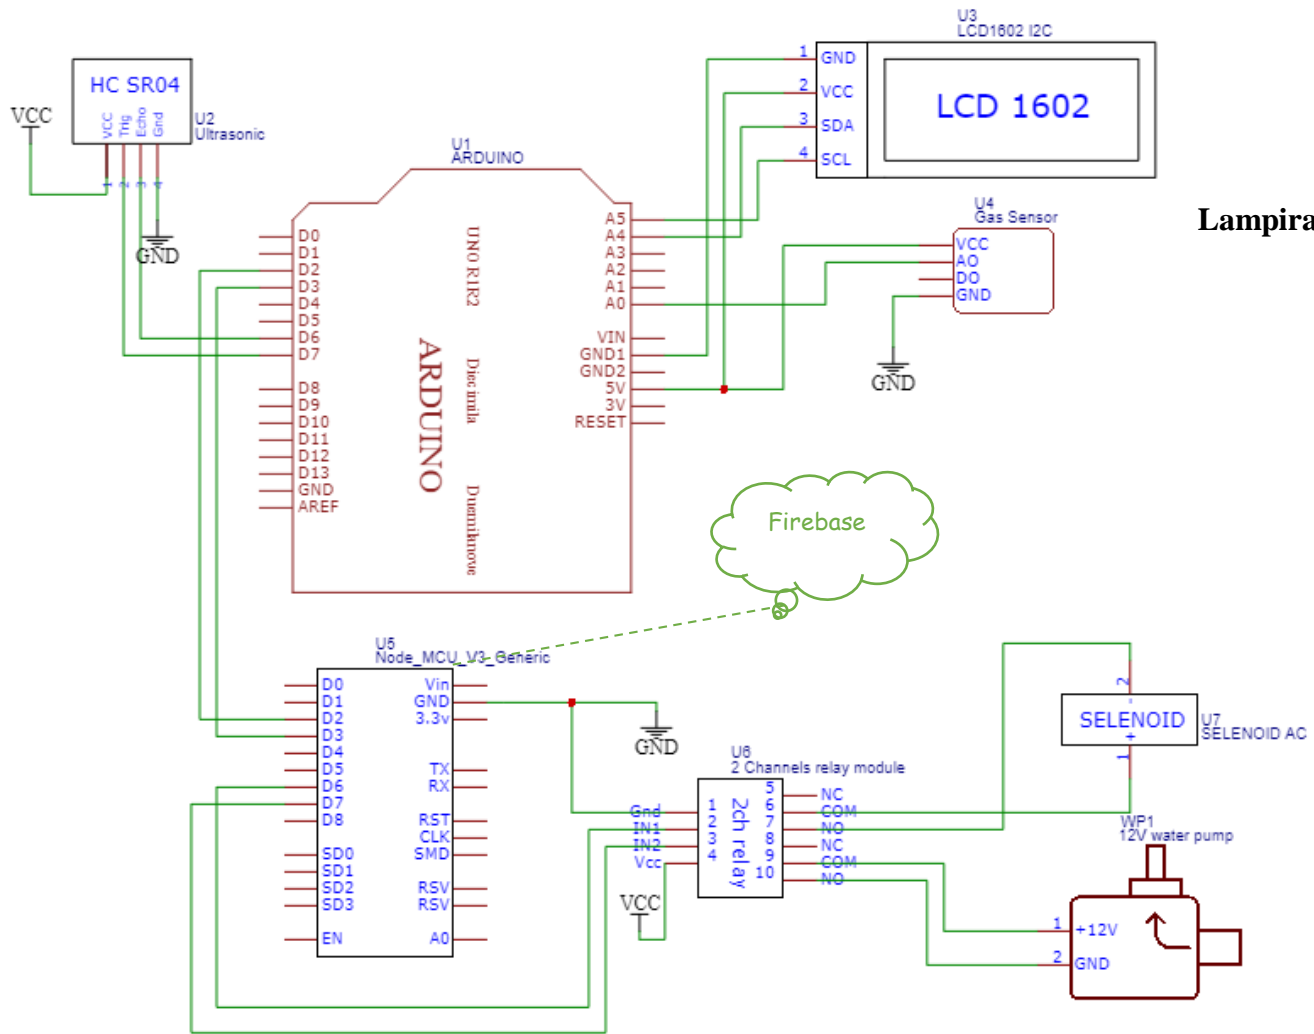 U3
LCD1602 I2C
1 GND
2 VCC
3 SDA
4 SCL
LCD 1602
HC SR04
VCC
Trig
Echo
Gnd
1
2
3
4
U2
Ultrasonic
VCC
GND
U1
ARDUINO
D0
D1
D2
D3
D4
D5
D6
D7
D8
D9
D10
D11
D12
D13
GND
AREF
UNO R1R2
ARDUINO
Diecimila
Duemilanove
A5
A4
A3
A2
A1
A0
VIN
GND1
GND2
5V
3V
RESET
U4
Gas Sensor
VCC
AO
DO
GND
GND
Lampira
Firebase
U5
Node_MCU_V3_Generic
D0
D1
D2
D3
D4
D5
D6
D7
D8
SD0
SD1
SD2
SD3
EN
Vin
GND
3.3v
TX
RX
RST
CLK
SMD
RSV
RSV
A0
GND
U6
2 Channels relay module
Gnd 1
IN1 2
IN2 3
Vcc 4
2ch relay
5 NC
6 COM
7 NO
8 NC
9 COM
10 NO
VCC
2
-
SELENOID
+
1
U7
SELENOID AC
WP1
12V water pump
1 +12V
2 GND